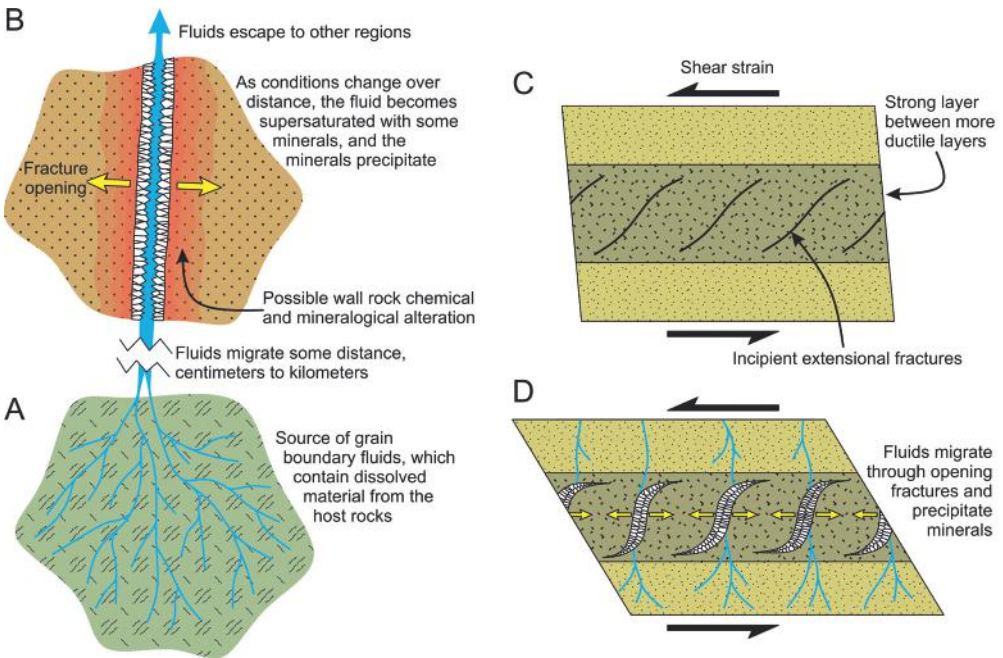 B
Fluids escape to other regions
As conditions change over
distance, the fluid becomes
supersaturated with some
minerals, and the
minerals precipitate
Fracture
opening
Possible wall rock chemical
and mineralogical alteration
Fluids migrate some distance,
centimeters to kilometers
A
Source of grain
boundary fluids, which
contain dissolved
material from the
host rocks
C
Shear strain
Strong layer
between more
ductile layers
Incipient extensional fractures
D
Fluids migrate
through opening
fractures and
precipitate
minerals